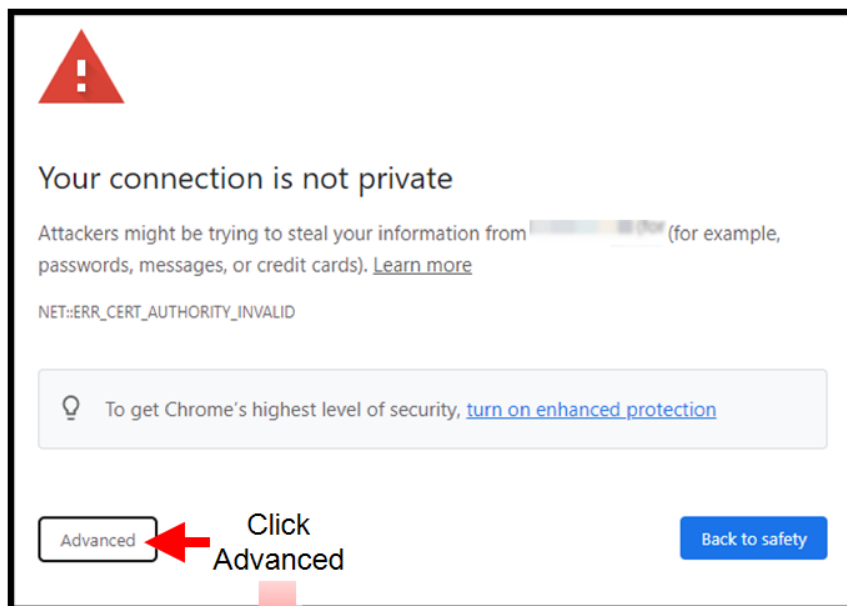 Your connection is not private
Attackers might be trying to steal your information from (for example,
passwords, messages, or credit cards). Learn more
NET::ERR_CERT_AUTHORITY_INVALID
To get Chrome's highest level of security, turn on enhanced protection
Advanced
Click
Advanced
Back to safety